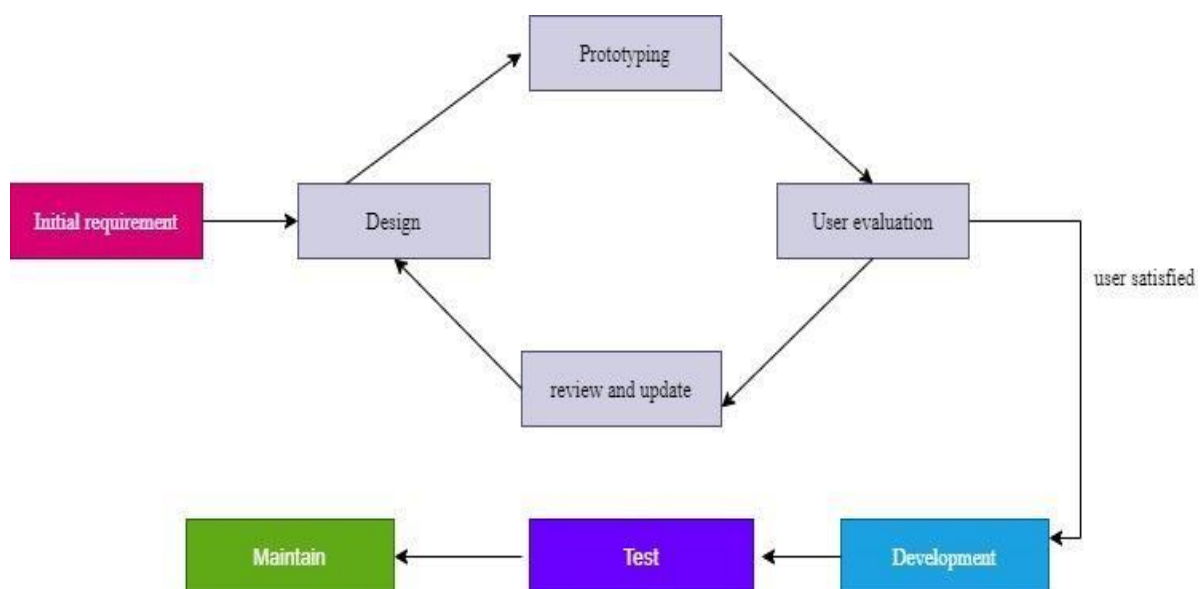 Prototyping
Initial requirement
Design
User evaluation
user satisfied
review and update
Maintain
Test
Development